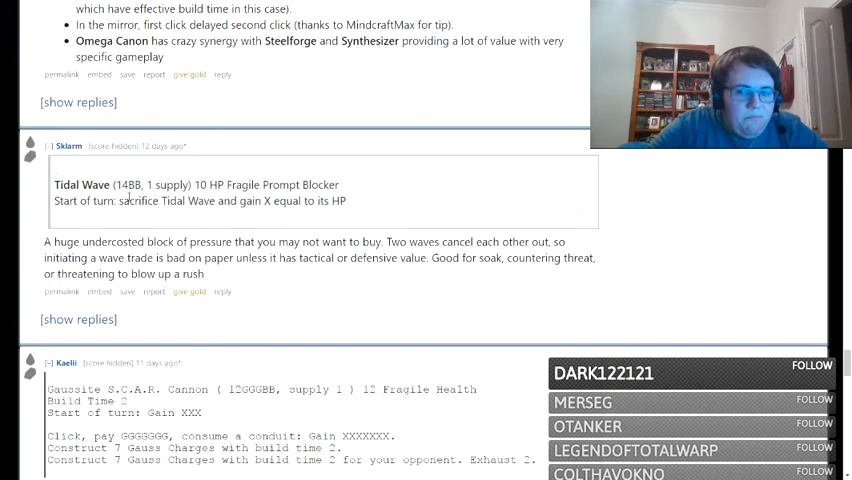 which have effective build time in this case).
• In the mirror, first click delayed second click (thanks to MindcraftMax for tip).
• Omega Canon has crazy synergy with Steelforge and Synthesizer providing a lot of value with very
specific gameplay
permalink embed save report give gold reply
[show replies]
[-] Sklarm [score hidden] 12 days ago*
Tidal Wave (14BB, 1 supply) 10 HP Fragile Prompt Blocker
Start of turn: sacrifice Tidal Wave and gain X equal to its HP
A huge undercosted block of pressure that you may not want to buy. Two waves cancel each other out, so
initiating a wave trade is bad on paper unless it has tactical or defensive value. Good for soak, countering threat,
or threatening to blow up a rush
permalink embed save report give gold reply
[show replies]
[-] Kaelii [score hidden] 11 days ago*
Gaussite S.C.A.R. Cannon ( 12GGGBB, supply 1 ) 12 Fragile Health
Build Time 2
Start of turn: Gain XXX
Click, pay GGGGGGG, consume a conduit: Gain XXXXXXX.
Construct 7 Gauss Charges with build time 2.
Construct 7 Gauss Charges with build time 2 for your opponent. Exhaust 2.
DARK122121 FOLLOW
MERSEG FOLLOW
OTANKER FOLLOW
LEGENDOFTOTALWARP FOLLOW
COLTHAVOKNO FOLLOW